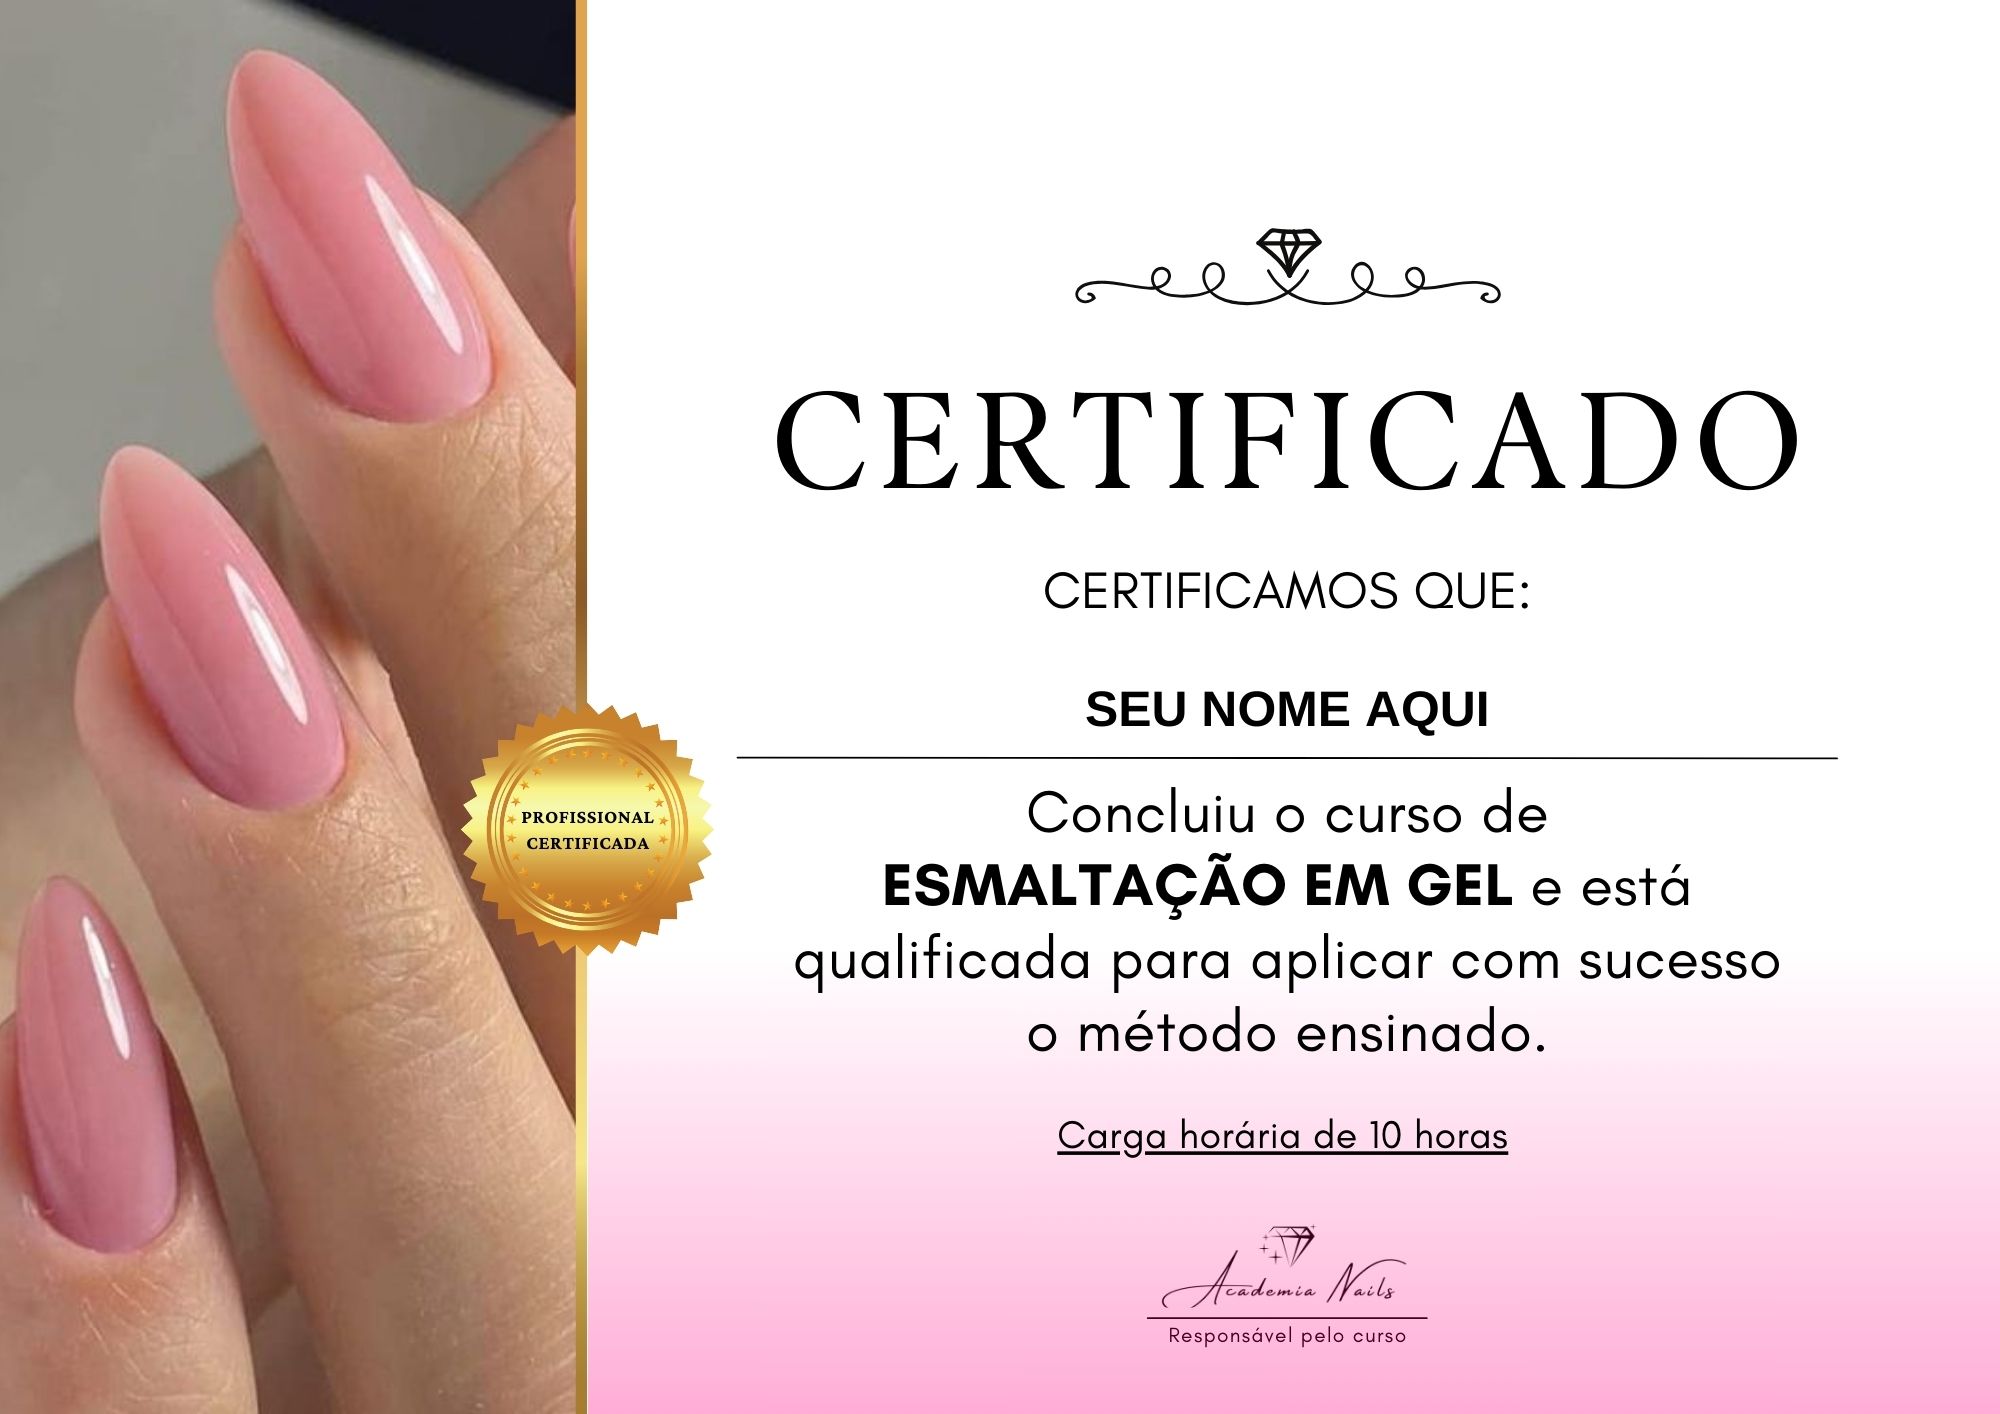 CERTIFICADO
CERTIFICAMOS QUE:
SEU NOME AQUI
PROFISSIONAL
CERTIFICADA
Concluiu o curso de
ESMALTAÇÃO EM GEL e está
qualificada para aplicar com sucesso
o método ensinado.
Carga horária de 10 horas
Academia Nails
Responsável pelo curso